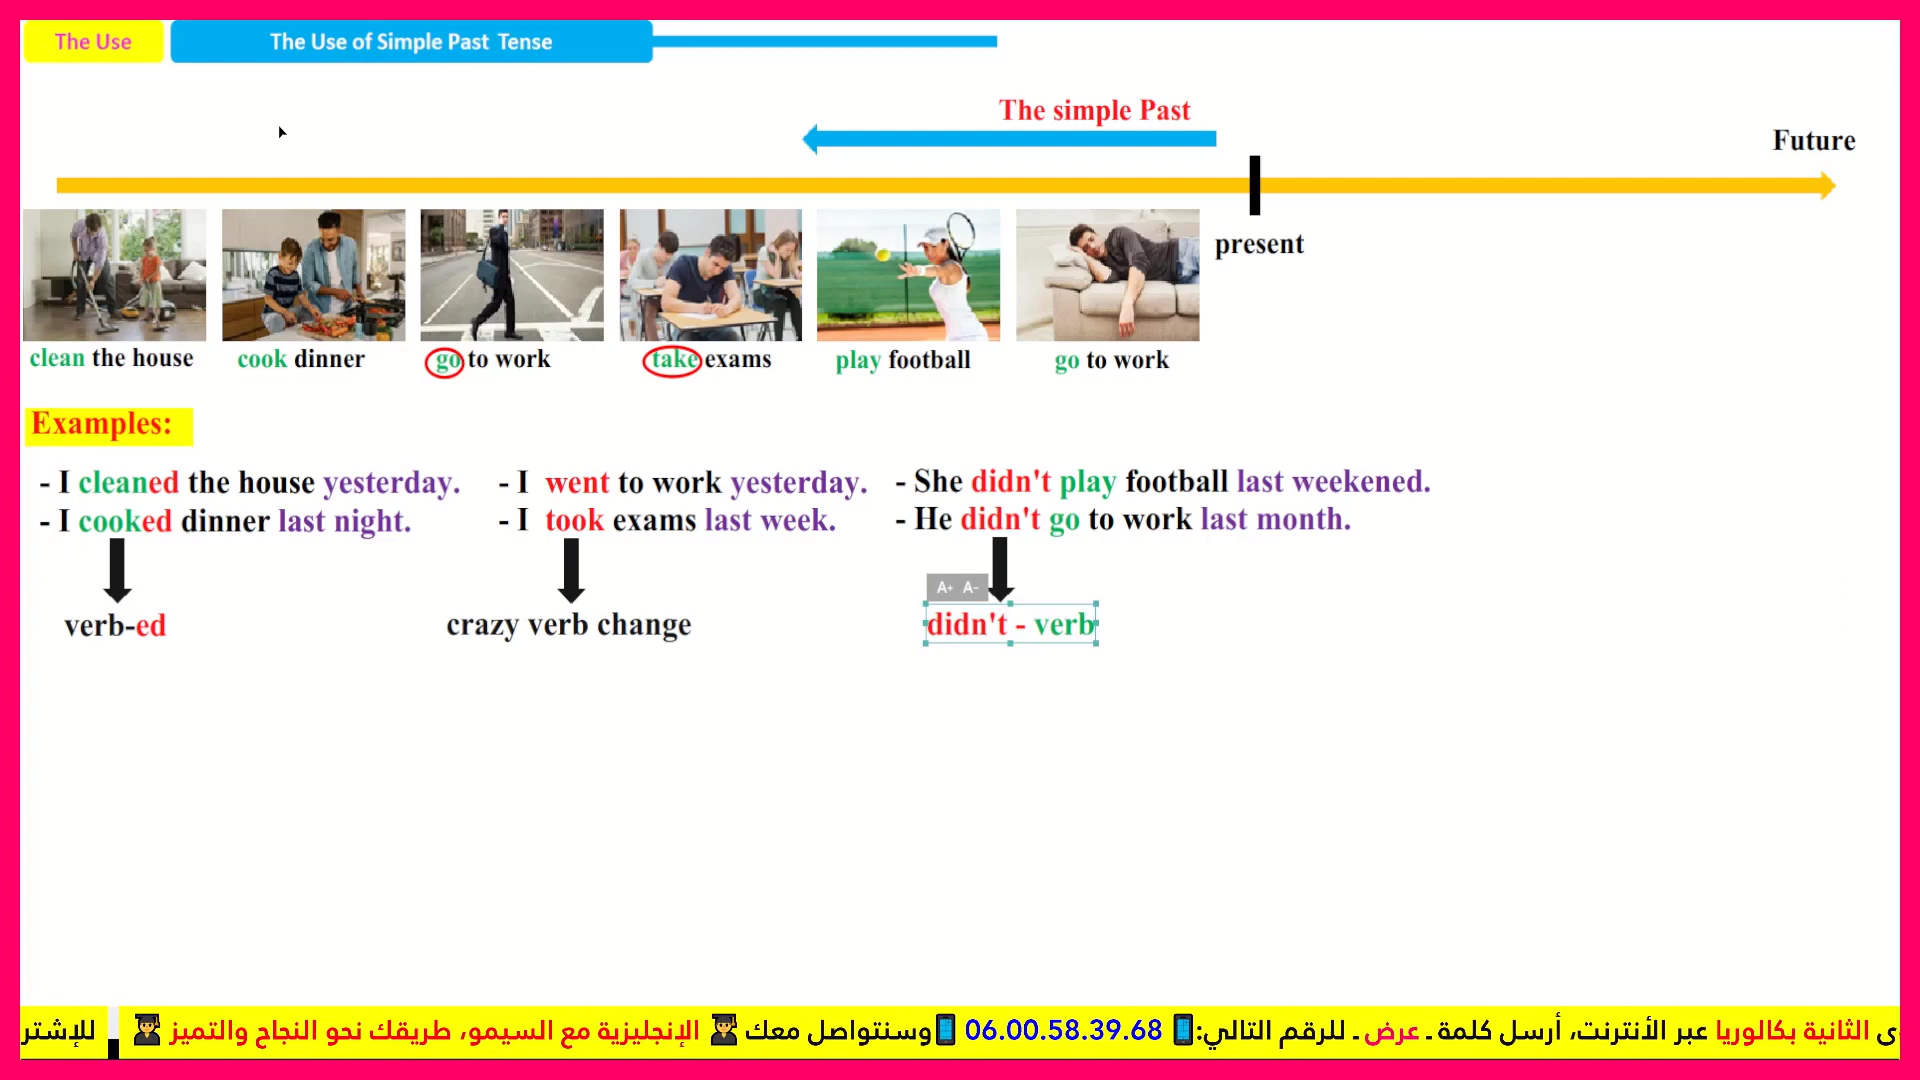 The Use
The Use of Simple Past Tense
The simple Past
Future
present
clean the house
cook dinner
go to work
take exams
play football
go to work
Examples:
- I cleaned the house yesterday.
- I cooked dinner last night.
- I went to work yesterday.
- I took exams last week.
- She didn't play football last weekened.
- He didn't go to work last month.
verb-ed
crazy verb change
A+ A-
didn't - verb
ى الثانية بكالوريا عبر الأنترنت، أرسل كلمة ـ عرض ـ للرقم التالي: 06.00.58.39.68 وسنتواصل معك الإنجليزية مع السيمو، طريقك نحو النجاح والتميز للإشتر